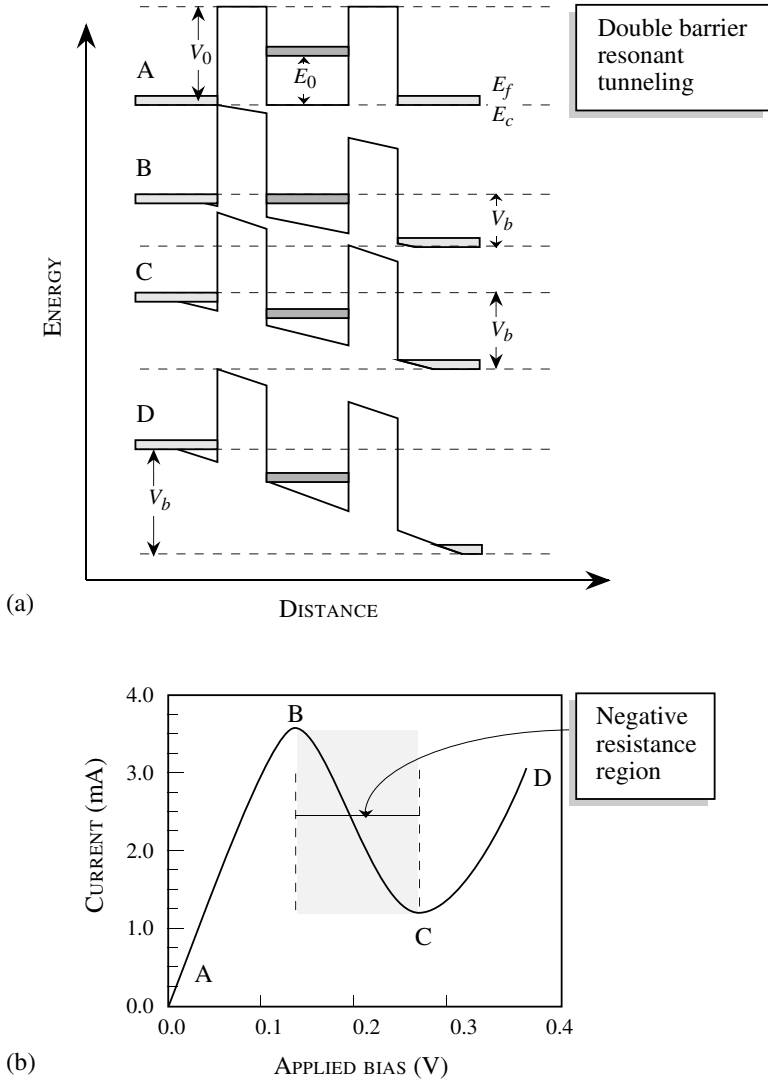 Double barrier
resonant
tunneling
A
V0
E0
Ef
Ec
B
Vb
C
Vb
D
Vb
ENERGY
DISTANCE
(a)
4.0
3.0
2.0
1.0
0.0
CURRENT (mA)
B
Negative
resistance
region
D
C
A
0.0 0.1 0.2 0.3 0.4
APPLIED BIAS (V)
(b)